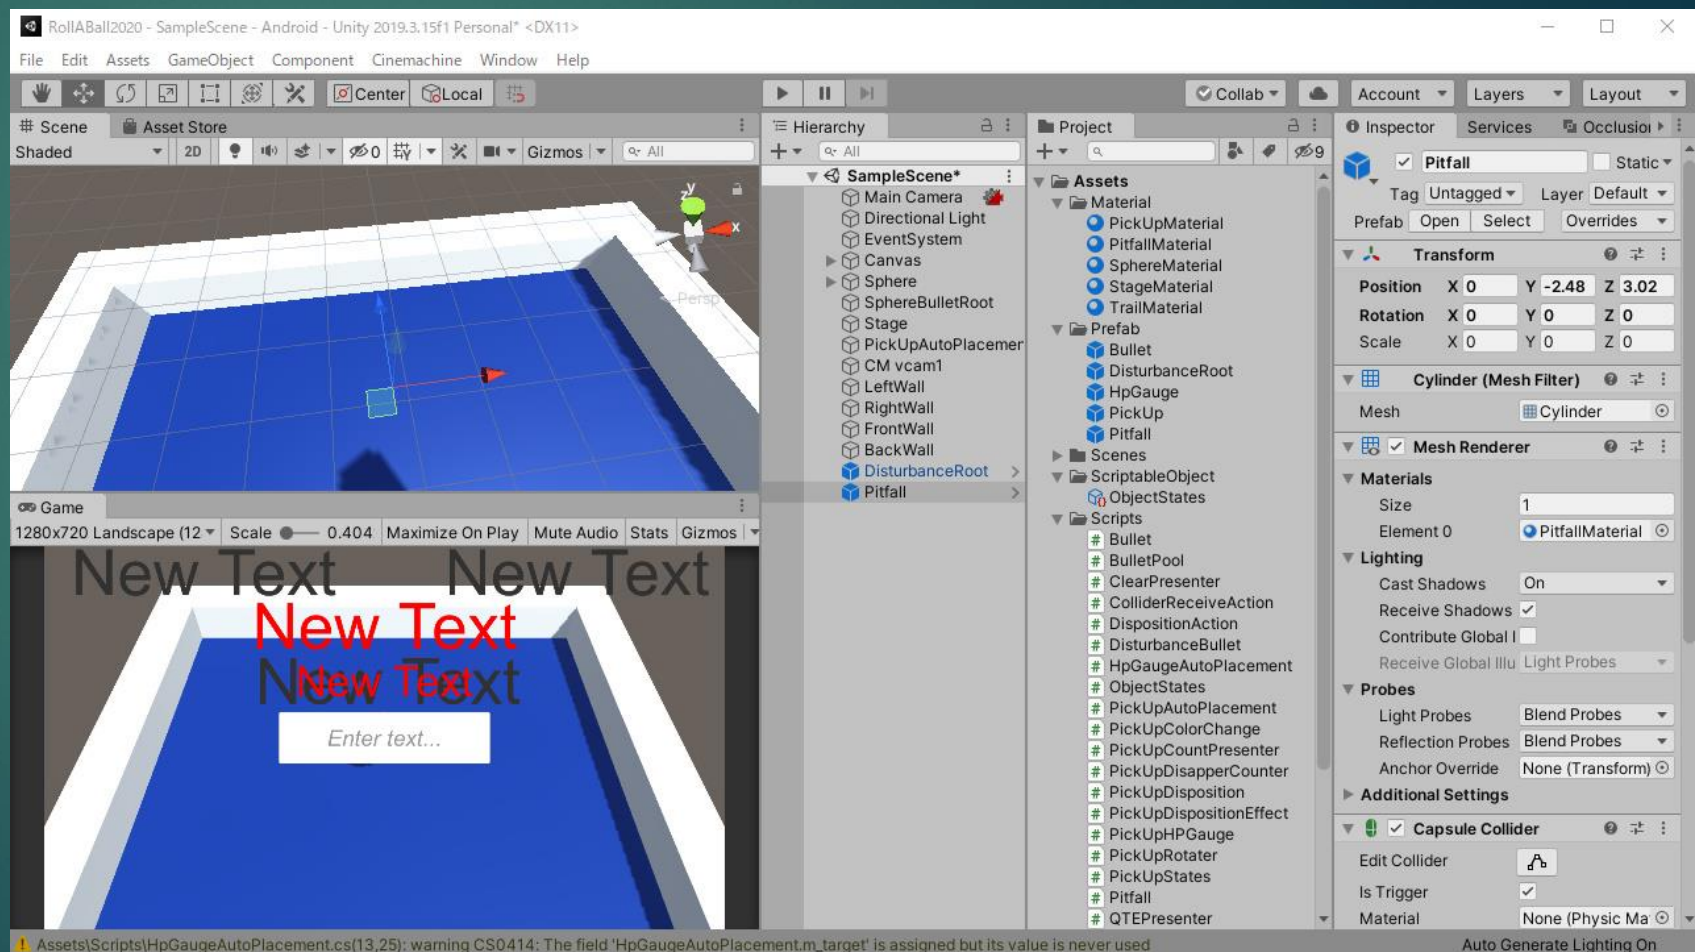 RollABall2020 - SampleScene - Android - Unity 2019.3.15f1 Personal* <DX11>
File Edit Assets GameObject Component Cinemachine Window Help
Center Local Collab Account Layers Layout
Scene Asset Store
Shaded 2D 0 Gizmos All
y
z
x
Persp
Game
1280x720 Landscape (12 Scale 0.404 Maximize On Play Mute Audio Stats Gizmos
New Text New Text
New Text
New Text
New Text
Enter text...
Hierarchy
All
SampleScene*
Main Camera
Directional Light
EventSystem
Canvas
Sphere
SphereBulletRoot
Stage
PickUpAutoPlacemer
CM vcam1
LeftWall
RightWall
FrontWall
BackWall
DisturbanceRoot
Pitfall
Project
9
Assets
Material
PickUpMaterial
PitfallMaterial
SphereMaterial
StageMaterial
TrailMaterial
Prefab
Bullet
DisturbanceRoot
HpGauge
PickUp
Pitfall
Scenes
ScriptableObject
ObjectStates
Scripts
# Bullet
# BulletPool
# ClearPresenter
# ColliderReceiveAction
# DispositionAction
# DisturbanceBullet
# HpGaugeAutoPlacement
# ObjectStates
# PickUpAutoPlacement
# PickUpColorChange
# PickUpCountPresenter
# PickUpDisapperCounter
# PickUpDisposition
# PickUpDispositionEffect
# PickUpHPGauge
# PickUpRotater
# PickUpStates
# Pitfall
# QTEPresenter
Inspector Services Occlusion
Pitfall Static
Tag Untagged Layer Default
Prefab Open Select Overrides
Transform
Position X 0 Y -2.48 Z 3.02
Rotation X 0 Y 0 Z 0
Scale X 0 Y 0 Z 0
Cylinder (Mesh Filter)
Mesh Cylinder
Mesh Renderer
Materials
Size 1
Element 0 PitfallMaterial
Lighting
Cast Shadows On
Receive Shadows
Contribute Global I
Receive Global Illu Light Probes
Probes
Light Probes Blend Probes
Reflection Probes Blend Probes
Anchor Override None (Transform)
Additional Settings
Capsule Collider
Edit Collider
Is Trigger
Material None (Physic Ma
Assets\Scripts\HpGaugeAutoPlacement.cs(13,25): warning CS0414: The field 'HpGaugeAutoPlacement.m_target' is assigned but its value is never used
Auto Generate Lighting On